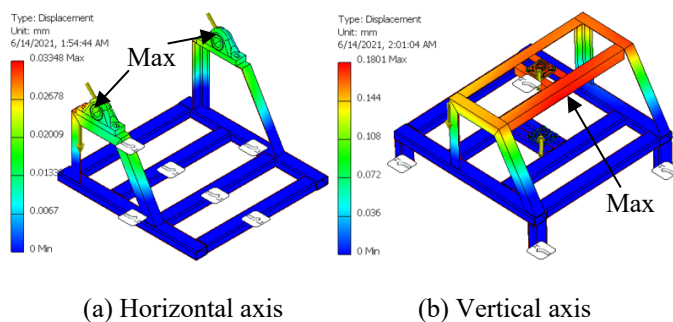 Type: Displacement
Unit: mm
6/14/2021, 1:54:44 AM
0.03348 Max
0.02678
0.02009
0.01339
0.0067
0 Min
Max
Type: Displacement
Unit: mm
6/14/2021, 2:01:04 AM
0.1801 Max
0.144
0.108
0.072
0.036
0 Min
Max
(a) Horizontal axis
(b) Vertical axis